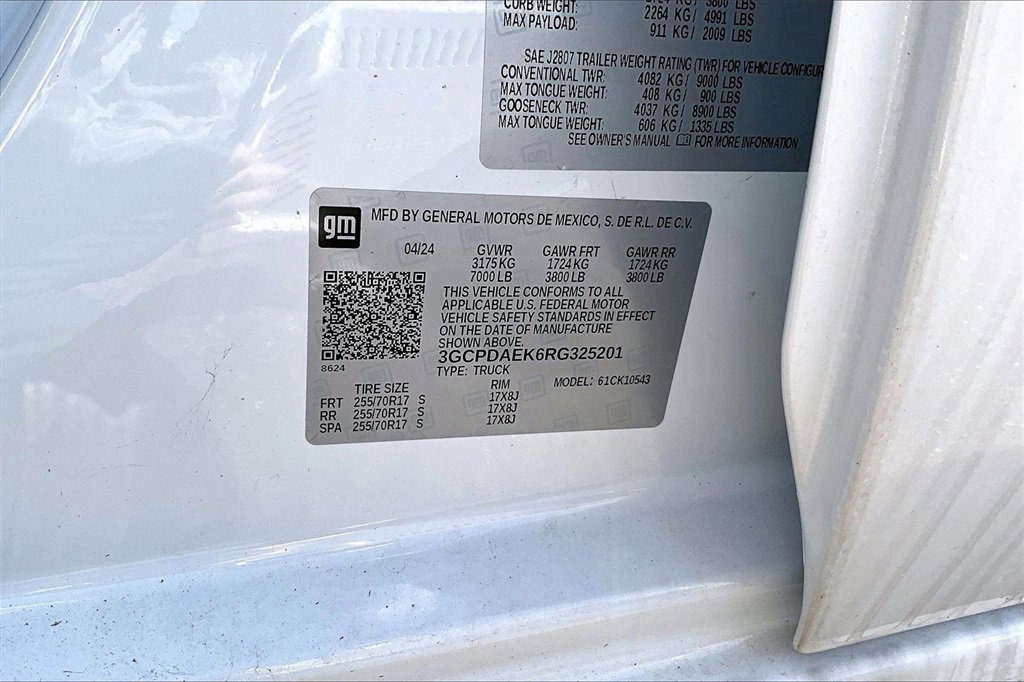 CURB WEIGHT: 2264 KG / 4991 LBS
MAX PAYLOAD: 911 KG / 2009 LBS
SAE J2807 TRAILER WEIGHT RATING (TWR) FOR VEHICLE CONFIGUR
CONVENTIONAL TWR: 4082 KG / 9000 LBS
MAX TONGUE WEIGHT: 408 KG / 900 LBS
GOOSENECK TWR: 4037 KG / 8900 LBS
MAX TONGUE WEIGHT: 606 KG / 1335 LBS
SEE OWNER'S MANUAL FOR MORE INFORMATION
gm
MFD BY GENERAL MOTORS DE MEXICO, S. DE R.L. DE C.V.
04/24 GVWR GAWR FRT GAWR RR
3175 KG 1724 KG 1724 KG
7000 LB 3800 LB 3800 LB
THIS VEHICLE CONFORMS TO ALL
APPLICABLE U.S. FEDERAL MOTOR
VEHICLE SAFETY STANDARDS IN EFFECT
ON THE DATE OF MANUFACTURE
SHOWN ABOVE.
3GCPDAEK6RG325201
8624
TYPE: TRUCK
MODEL: 61CK10543
TIRE SIZE RIM
FRT 255/70R17 S 17X8J
RR 255/70R17 S 17X8J
SPA 255/70R17 S 17X8J